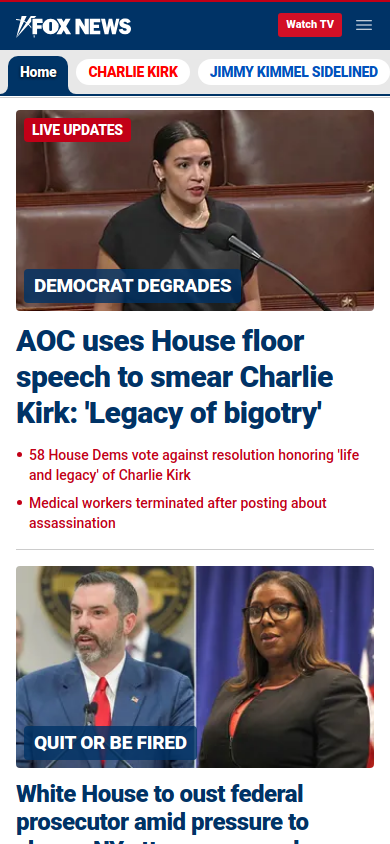 FOX NEWS
Watch TV
Home
CHARLIE KIRK
JIMMY KIMMEL SIDELINED
LIVE UPDATES
DEMOCRAT DEGRADES
AOC uses House floor
speech to smear Charlie
Kirk: 'Legacy of bigotry'
58 House Dems vote against resolution honoring 'life
and legacy' of Charlie Kirk
Medical workers terminated after posting about
assassination
QUIT OR BE FIRED
White House to oust federal
prosecutor amid pressure to